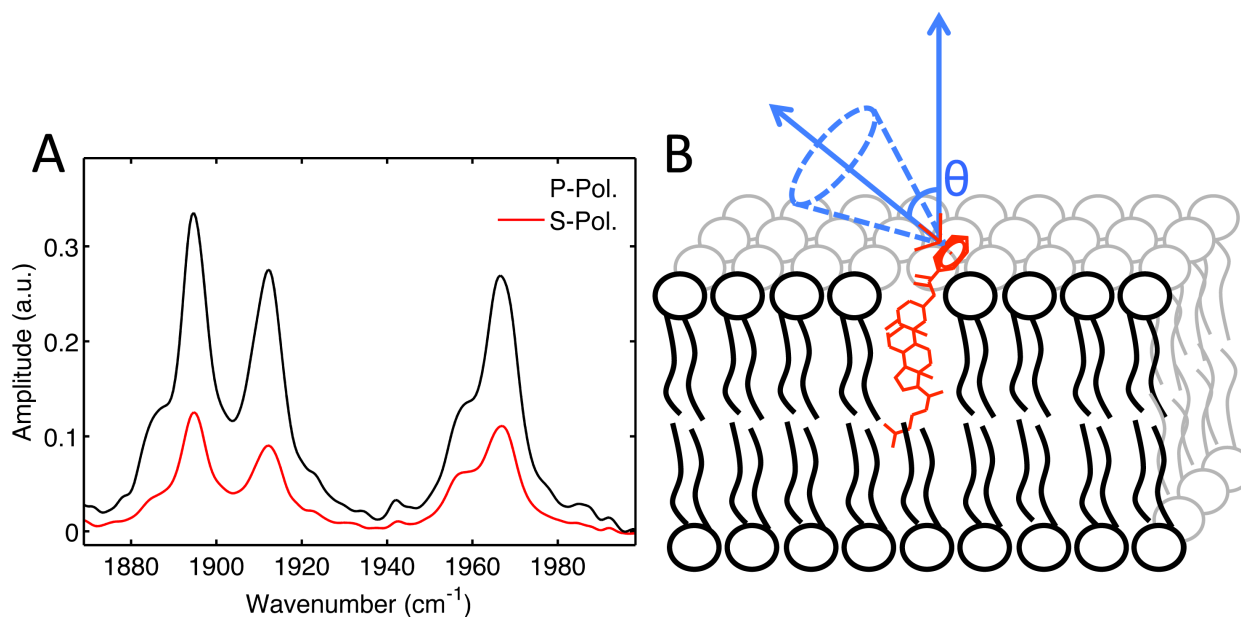 A
P-Pol.
S-Pol.
0.3
0.2
0.1
0
Amplitude (a.u.)
1880 1900 1920 1940 1960 1980
Wavenumber (cm⁻¹)
B
θ